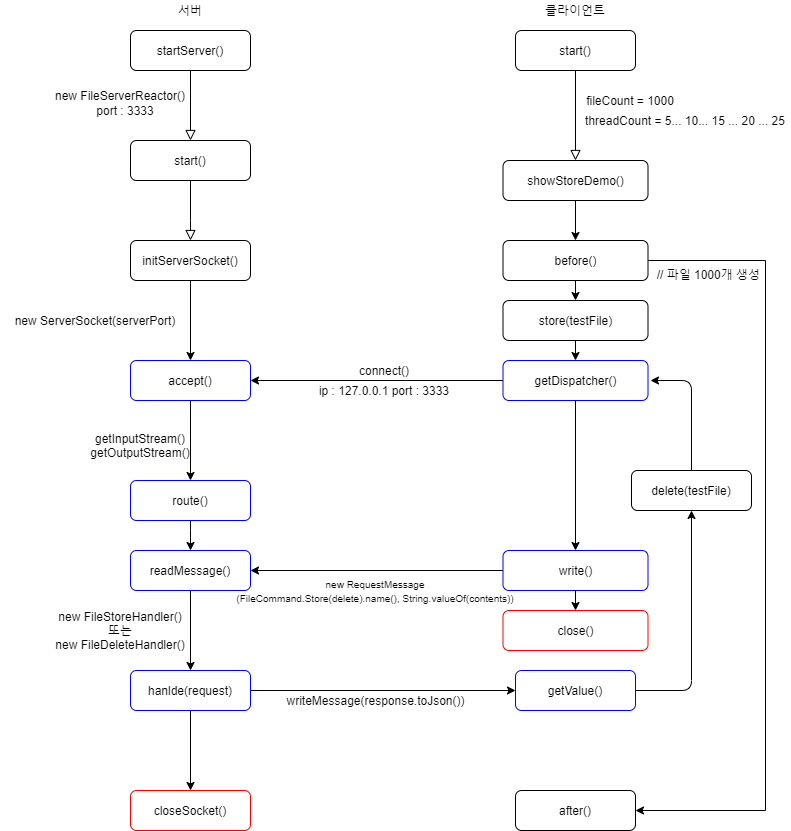 서버
클라이언트
startServer()
start()
new FileServerReactor()
port : 3333
fileCount = 1000
threadCount = 5... 10... 15 ... 20 ... 25
start()
showStoreDemo()
initServerSocket()
before()
// 파일 1000개 생성
new ServerSocket(serverPort)
store(testFile)
accept()
connect()
ip : 127.0.0.1 port : 3333
getDispatcher()
getInputStream()
getOutputStream()
route()
delete(testFile)
readMessage()
new RequestMessage
(FileCommand.Store(delete).name(), String.valueOf(contents))
write()
new FileStoreHandler()
또는
new FileDeleteHandler()
close()
hanlde(request)
writeMessage(response.toJson())
getValue()
closeSocket()
after()